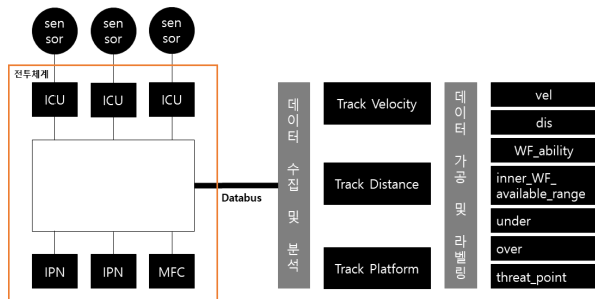 sen
sor
sen
sor
sen
sor
전투체계
ICU
ICU
ICU
Databus
IPN
IPN
MFC
데이터 수집 및 분석
Track Velocity
Track Distance
Track Platform
데이터 가공 및 라벨링
vel
dis
WF_ability
inner_WF_
available_range
under
over
threat_point